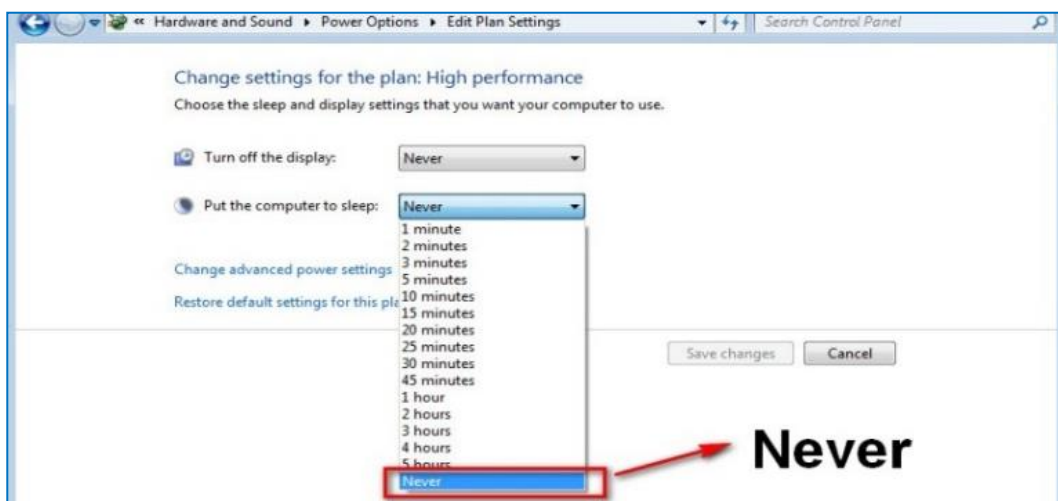 « Hardware and Sound ▸ Power Options ▸ Edit Plan Settings
Search Control Panel
Change settings for the plan: High performance
Choose the sleep and display settings that you want your computer to use.
Turn off the display: Never
Put the computer to sleep: Never
1 minute
2 minutes
3 minutes
Change advanced power settings
5 minutes
10 minutes
Restore default settings for this pla
15 minutes
20 minutes
25 minutes
30 minutes
45 minutes
1 hour
2 hours
3 hours
4 hours
5 hours
Never
Save changes Cancel
Never